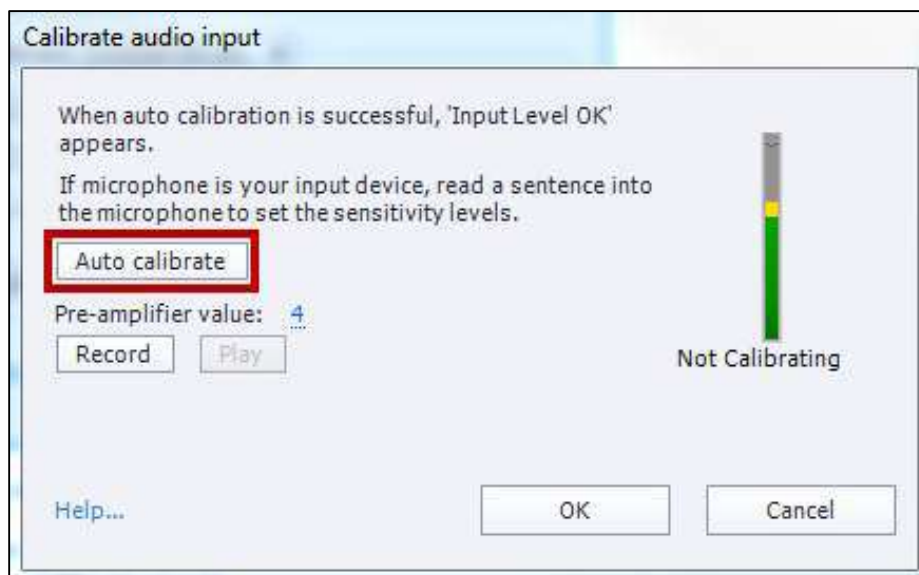 Calibrate audio input
When auto calibration is successful, 'Input Level OK'
appears.
If microphone is your input device, read a sentence into
the microphone to set the sensitivity levels.
Auto calibrate
Pre-amplifier value: 4
Record Play
Not Calibrating
Help... OK Cancel